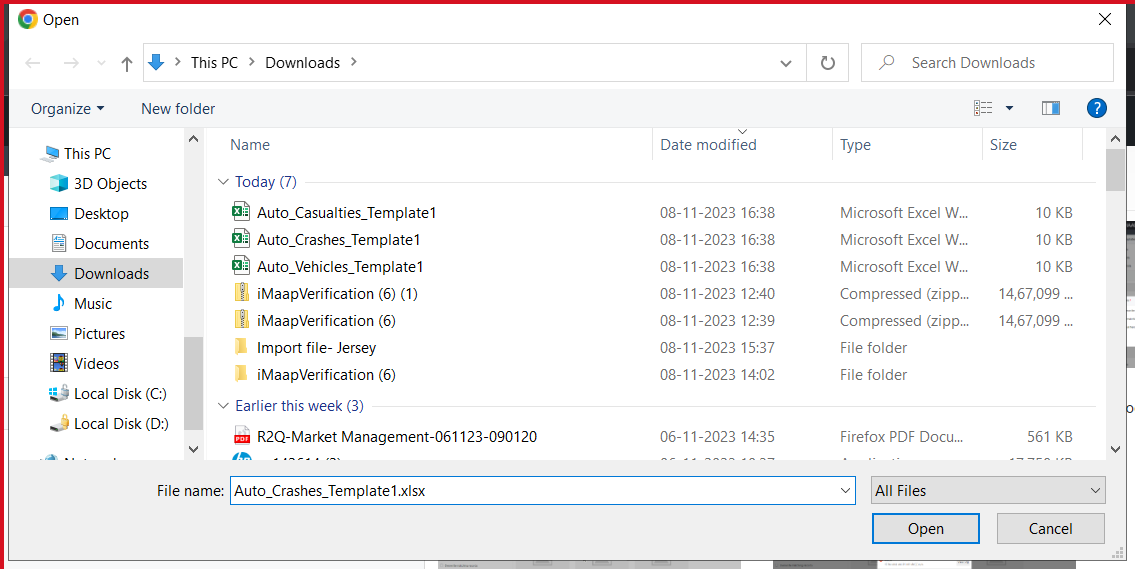 Open
This PC > Downloads >
Search Downloads
Organize
New folder
?
Name
Date modified
Type
Size
This PC
3D Objects
Desktop
Documents
Downloads
Music
Pictures
Videos
Local Disk (C:)
Local Disk (D:)
Today (7)
Auto_Casualties_Template1 08-11-2023 16:38 Microsoft Excel W... 10 KB
Auto_Crashes_Template1 08-11-2023 16:38 Microsoft Excel W... 10 KB
Auto_Vehicles_Template1 08-11-2023 16:38 Microsoft Excel W... 10 KB
iMaapVerification (6) (1) 08-11-2023 12:40 Compressed (zipp... 14,67,099 ...
iMaapVerification (6) 08-11-2023 12:39 Compressed (zipp... 14,67,099 ...
Import file- Jersey 08-11-2023 15:37 File folder
iMaapVerification (6) 08-11-2023 14:02 File folder
Earlier this week (3)
PDF R2Q-Market Management-061123-090120 06-11-2023 14:35 Firefox PDF Docu... 561 KB
File name: Auto_Crashes_Template1.xlsx
All Files
Open
Cancel